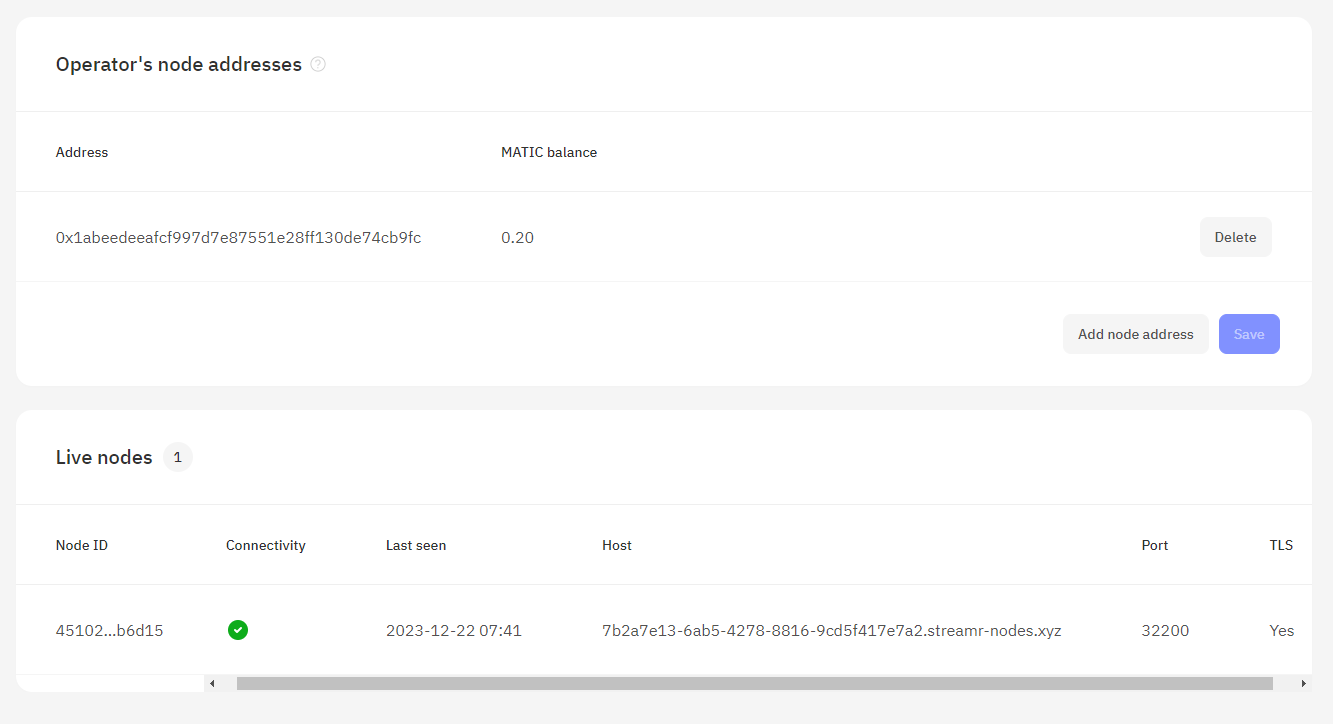 Operator's node addresses ?
Address MATIC balance
0x1abeedeeafcf997d7e87551e28ff130de74cb9fc 0.20 Delete
Add node address Save
Live nodes 1
Node ID Connectivity Last seen Host Port TLS
45102...b6d15 2023-12-22 07:41 7b2a7e13-6ab5-4278-8816-9cd5f417e7a2.streamr-nodes.xyz 32200 Yes